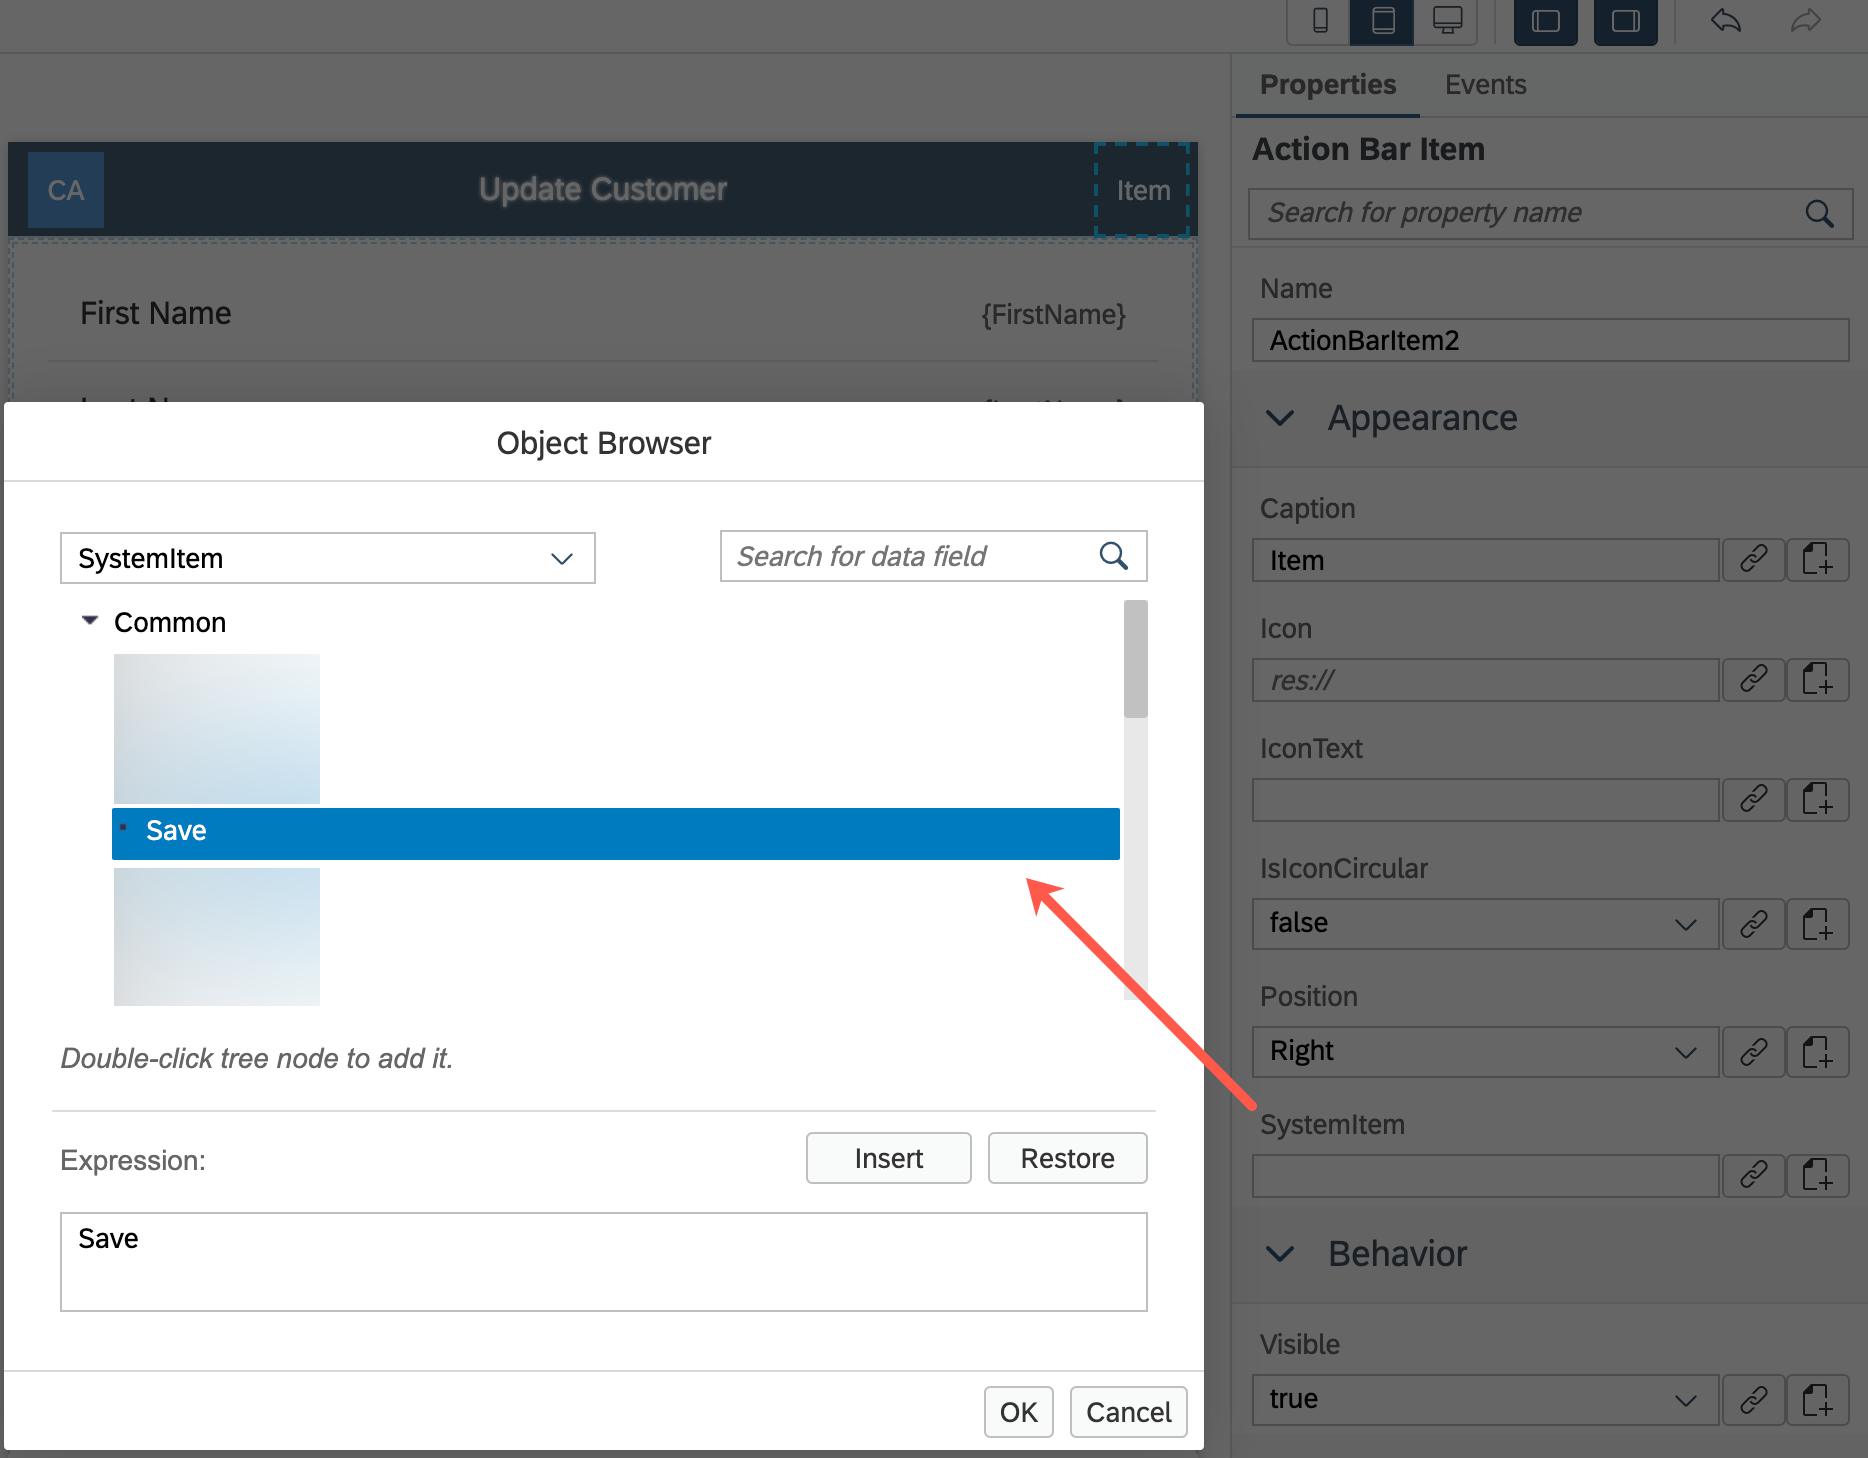 Properties
Events
Action Bar Item
Search for property name
CA
Update Customer
Item
First Name
{FirstName}
Name
ActionBarItem2
Appearance
Object Browser
Caption
Item
SystemItem
Search for data field
Common
Icon
res://
IconText
Save
IsIconCircular
false
Position
Right
Double-click tree node to add it.
SystemItem
Expression:
Insert
Restore
Save
Behavior
Visible
true
OK
Cancel